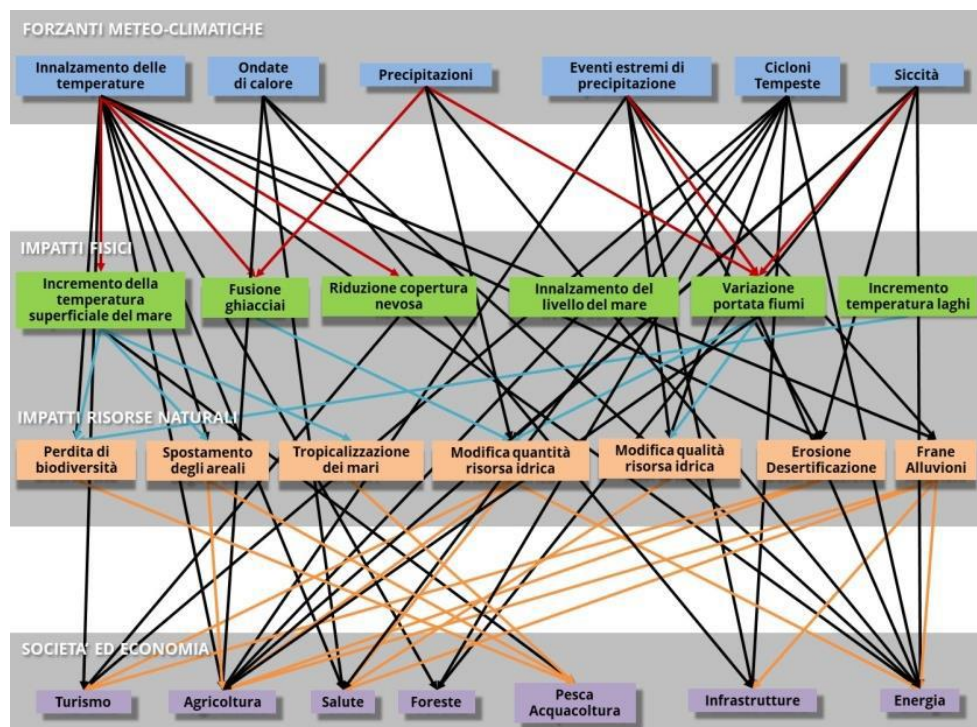 FORZANTI METEO-CLIMATICHE
Innalzamento delle
temperature
Ondate
di calore
Precipitazioni
Eventi estremi di
precipitazione
Cicloni
Tempeste
Siccità
IMPATTI FISICI
Incremento della
temperatura
superficiale del mare
Fusione
ghiacciai
Riduzione copertura
nevosa
Innalzamento del
livello del mare
Variazione
portata fiumi
Incremento
temperatura laghi
IMPATTI RISORSE NATURALI
Perdita di
biodiversità
Spostamento
degli areali
Tropicalizzazione
dei mari
Modifica quantità
risorsa idrica
Modifica qualità
risorsa idrica
Erosione
Desertificazione
Frane
Alluvioni
SOCIETA' ED ECONOMIA
Turismo
Agricoltura
Salute
Foreste
Pesca
Acquacoltura
Infrastrutture
Energia